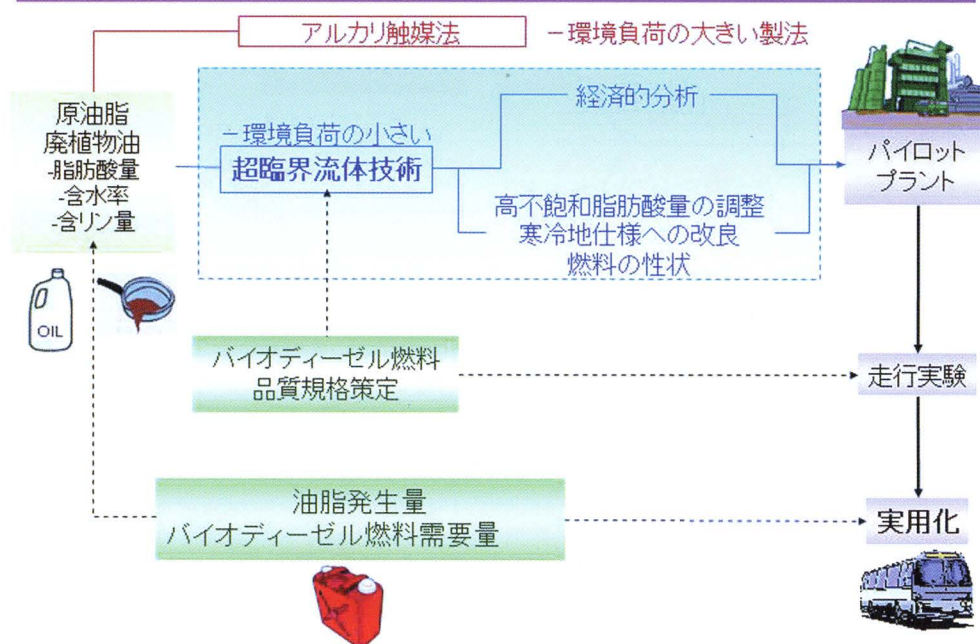 アルカリ触媒法
－環境負荷の大きい製法
原油脂
廃植物油
-脂肪酸量
-含水率
-含リン量
－環境負荷の小さい
超臨界流体技術
経済的分析
高不飽和脂肪酸量の調整
寒冷地仕様への改良
燃料の性状
パイロット
プラント
OIL
バイオディーゼル燃料
品質規格策定
走行実験
油脂発生量
バイオディーゼル燃料需要量
実用化